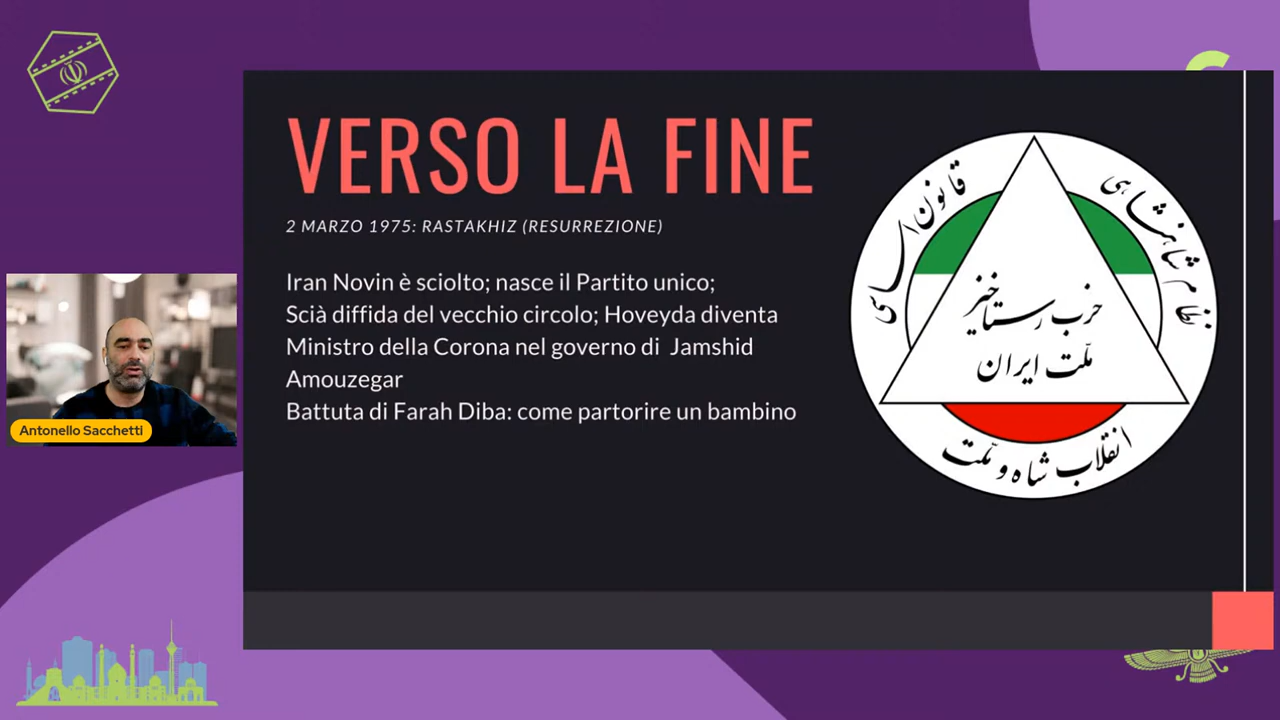 VERSO LA FINE
2 MARZO 1975: RASTAKHIZ (RESURREZIONE)
Iran Novin è sciolto; nasce il Partito unico;
Scià diffida del vecchio circolo; Hoveyda diventa
Ministro della Corona nel governo di Jamshid
Amouzegar
Battuta di Farah Diba: come partorire un bambino
قانون اساسی
نظام شاهنشاهی
حزب رستاخیز
ملّت ایران
انقلاب شاه و ملّت
Antonello Sacchetti